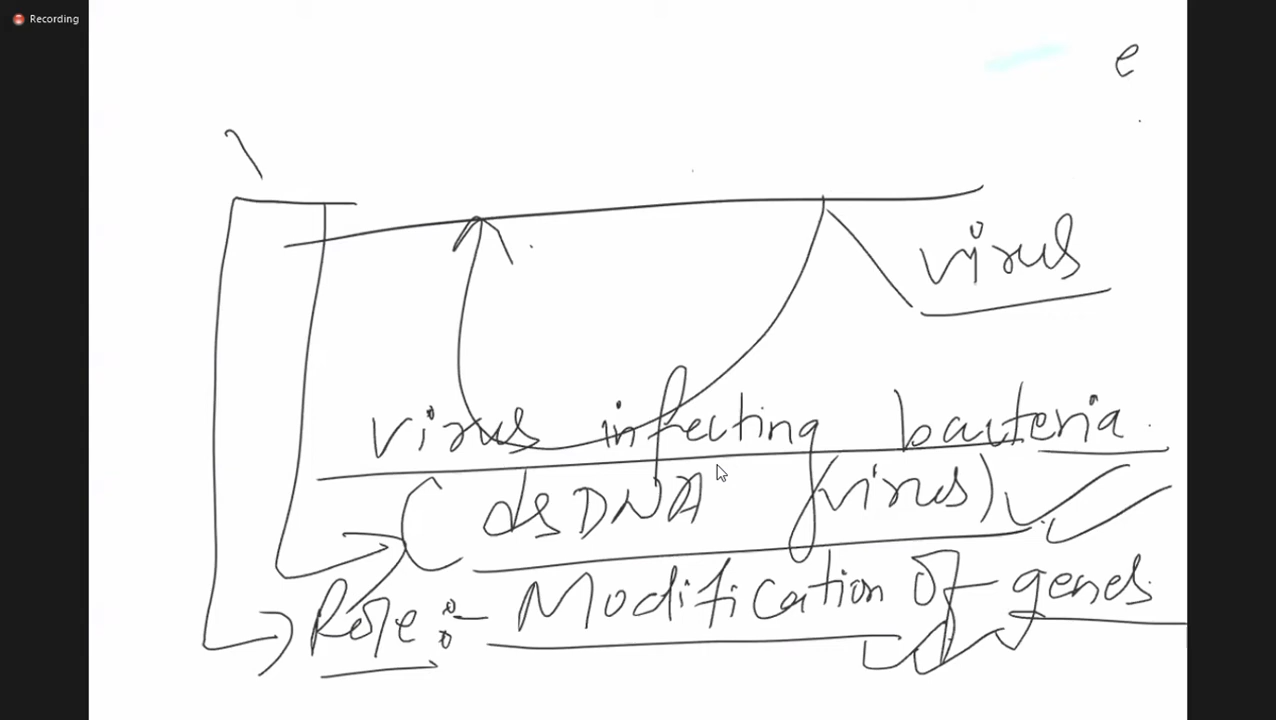 Recording
e
virus
virus infecting bacteria.
(dsDNA (virus)
Role:- Modification Of genes.